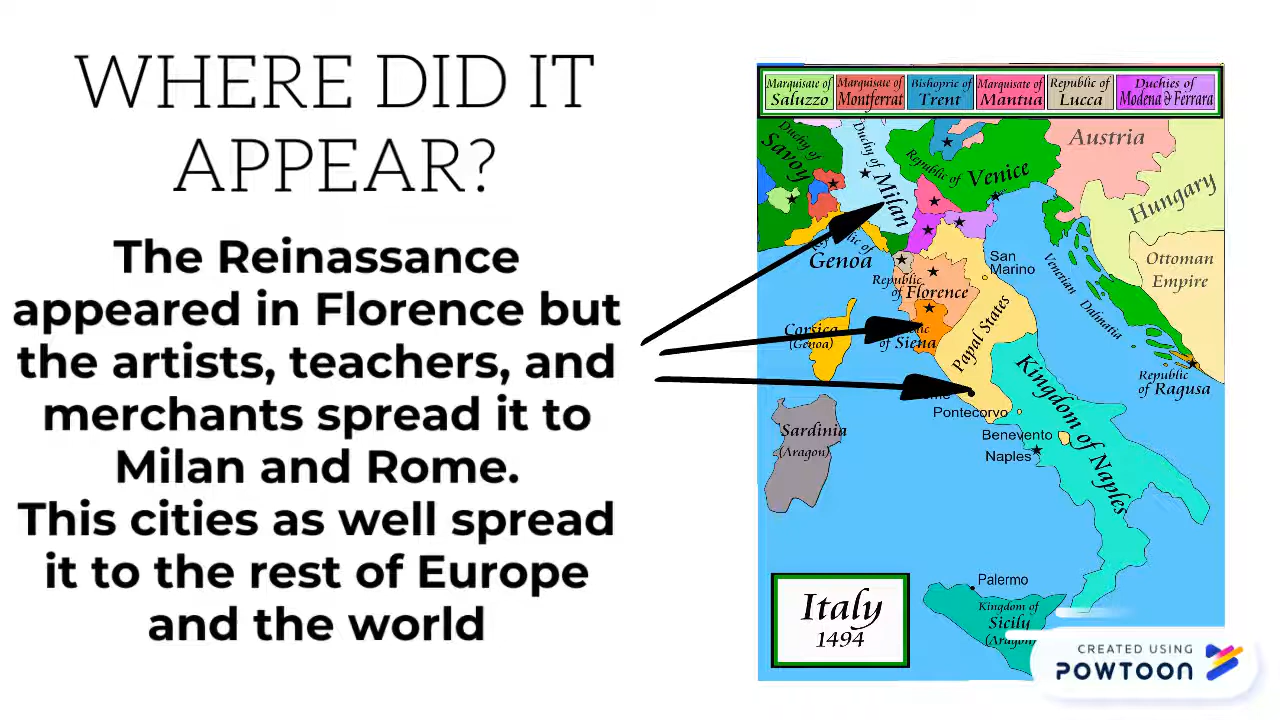 WHERE DID IT
APPEAR?
The Reinassance
appeared in Florence but
the artists, teachers, and
merchants spread it to
Milan and Rome.
This cities as well spread
it to the rest of Europe
and the world
Marquisate of
Saluzzo
Marquisate of
Montferrat
Bishopric of
Trent
Marquisate of
Mantua
Republic of
Lucca
Duchies of
Modena & Ferrara
Duchy of
Savoy
Duchy of
Milan
Republic of Venice
Austria
Hungary
Genoa
San
Marino
Ottoman
Empire
Republic
of Florence
Venetian
Dalmatia
Corsica
(Genoa)
of Siena
Papal States
Republic
of Ragusa
Pontecorvo
Sardinia
(Aragon)
Benevento
Naples
Kingdom of Naples
Palermo
Italy
1494
Kingdom of
Sicily
(Aragon)
CREATED USING
POWTOON